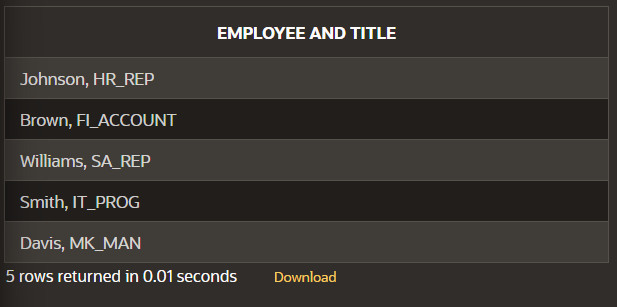 EMPLOYEE AND TITLE
Johnson, HR_REP
Brown, FI_ACCOUNT
Williams, SA_REP
Smith, IT_PROG
Davis, MK_MAN
5 rows returned in 0.01 seconds Download